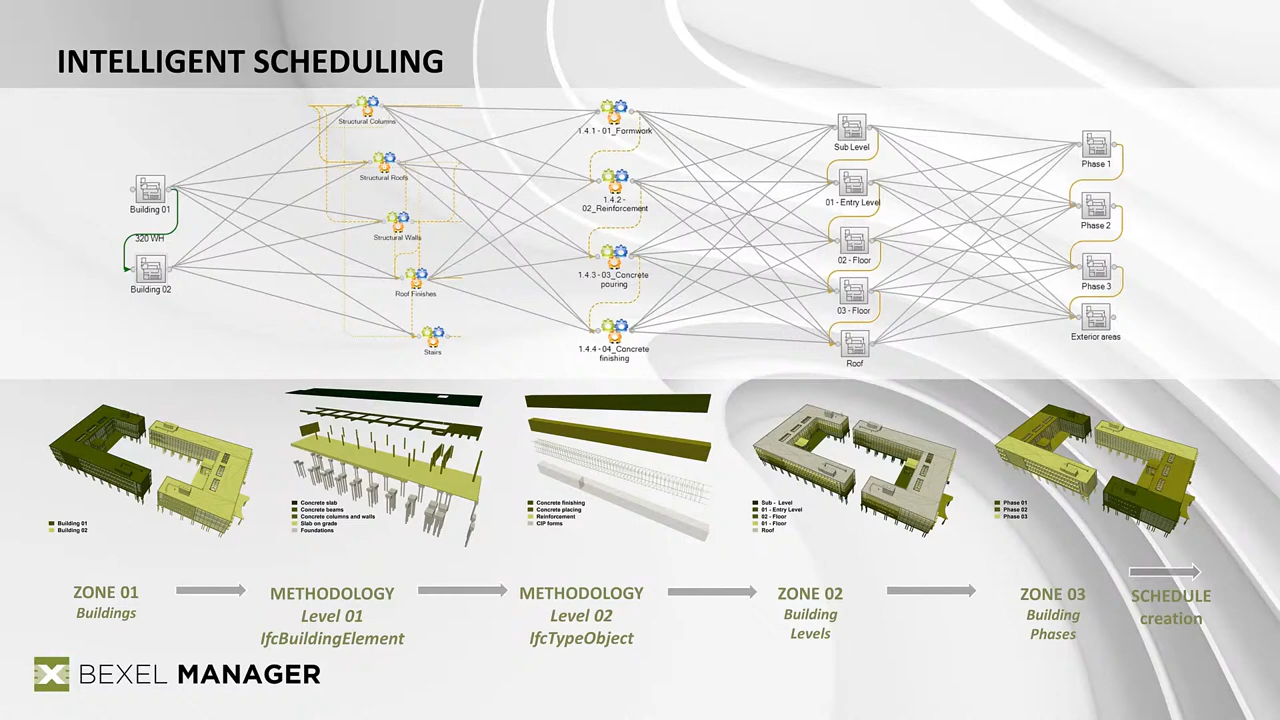 INTELLIGENT SCHEDULING
Building 01
320 WH
Building 02
Structural Columns
Structural Roofs
Structural Walls
Roof Finishes
Stairs
1.4.1 - 01_Formwork
1.4.2 -
02_Reinforcement
1.4.3 - 03_Concrete
pouring
1.4.4 - 04_Concrete
finishing
Sub Level
01 - Entry Level
02 - Floor
03 - Floor
Roof
Phase 1
Phase 2
Phase 3
Exterior areas
Building 01
Building 02
Concrete slab
Concrete beams
Concrete columns and walls
Slab on grade
Foundations
Concrete finishing
Concrete placing
Reinforcement
CIP forms
Sub - Level
01 - Entry Level
02 - Floor
01 - Floor
Roof
Phase 01
Phase 02
Phase 03
ZONE 01
Buildings
METHODOLOGY
Level 01
IfcBuildingElement
METHODOLOGY
Level 02
IfcTypeObject
ZONE 02
Building
Levels
ZONE 03
Building
Phases
SCHEDULE
creation
BEXEL MANAGER